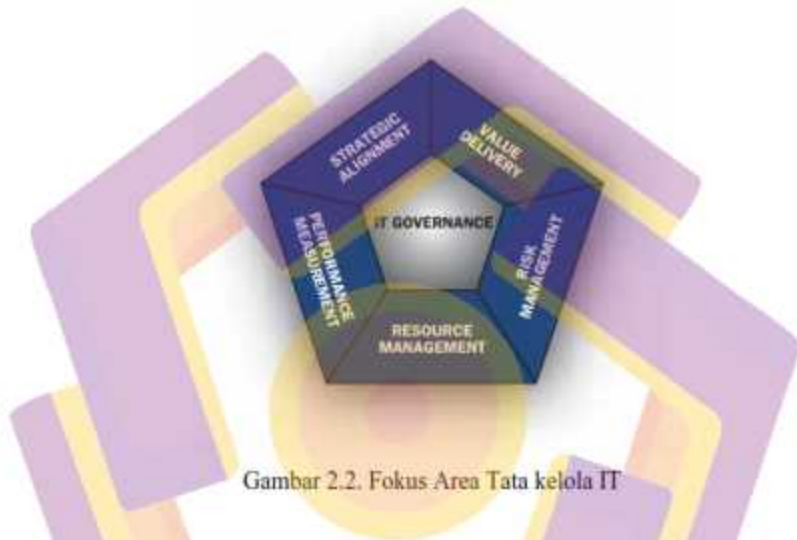 STRATEGIC
ALIGNMENT
VALUE
DELIVERY
IT GOVERNANCE
PERFORMANCE
MEASUREMENT
RISK
MANAGEMENT
RESOURCE
MANAGEMENT
Gambar 2.2. Fokus Area Tata kelola IT